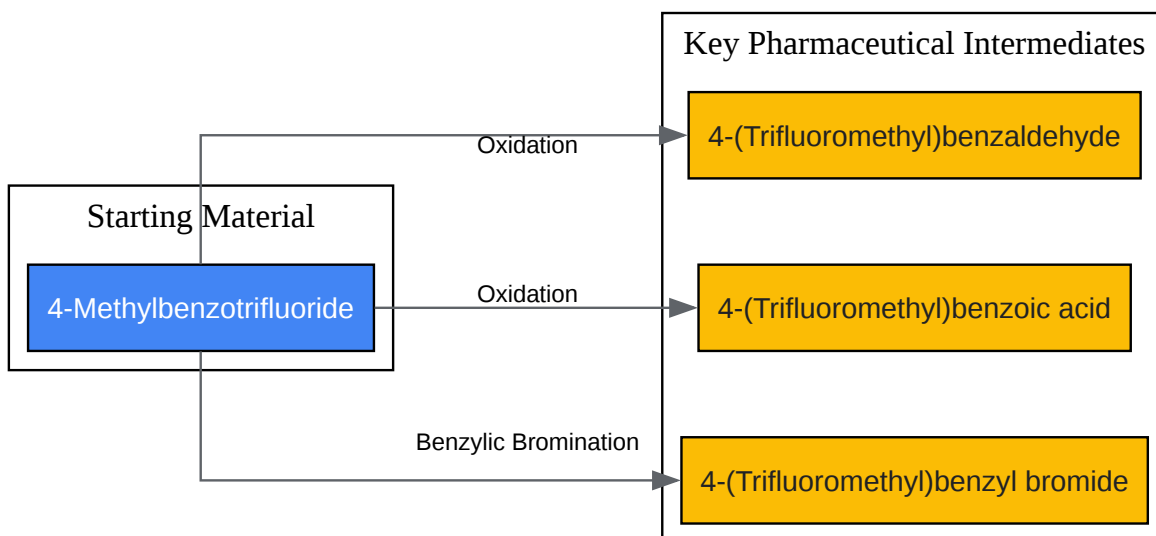 Key Pharmaceutical Intermediates
4-(Trifluoromethyl)benzaldehyde
Oxidation
Starting Material
4-Methylbenzotrifluoride
Oxidation
4-(Trifluoromethyl)benzoic acid
Benzylic Bromination
4-(Trifluoromethyl)benzyl bromide